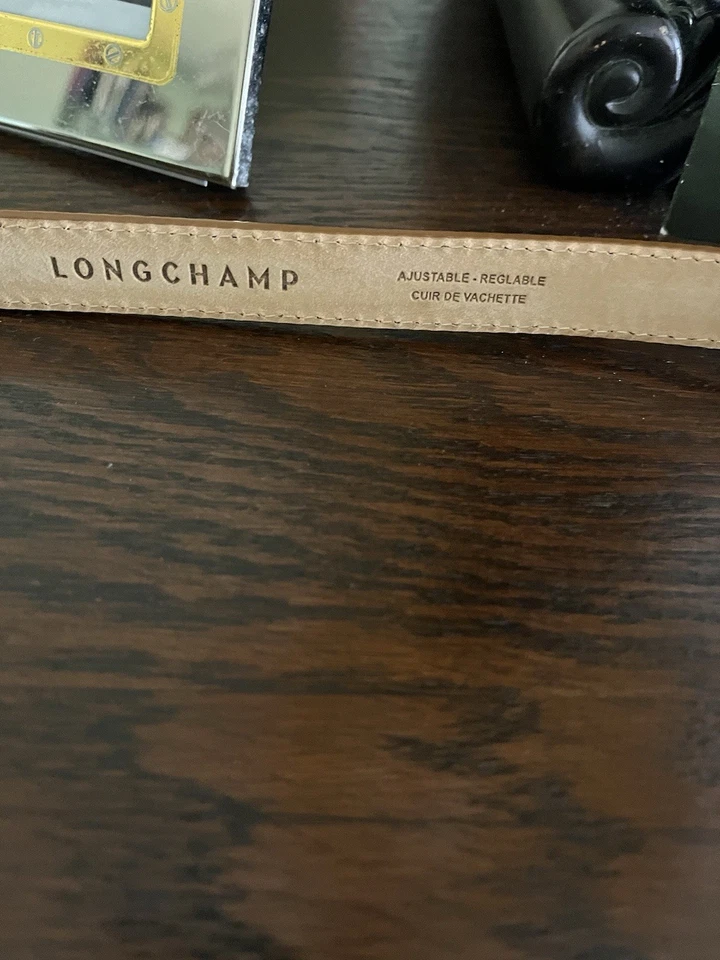 LONGCHAMP
AJUSTABLE - REGLABLE
CUIR DE VACHETTE